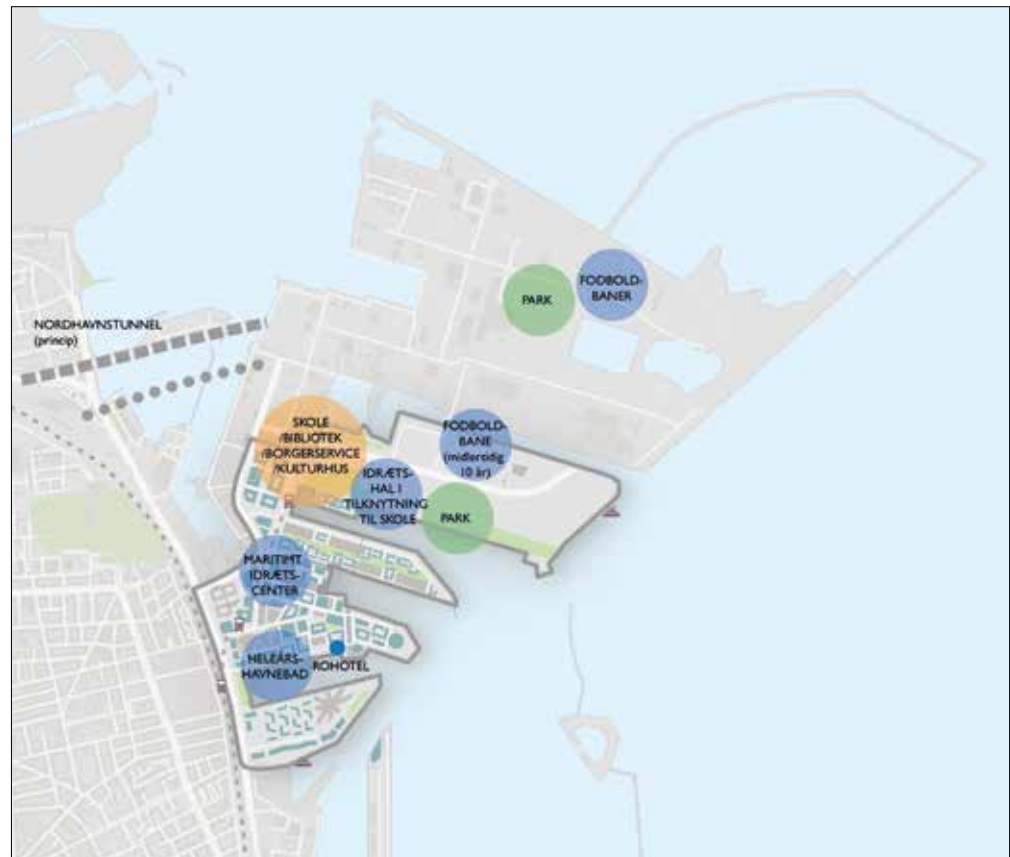 FODBOLD-
BANER
PARK
NORDHAVNSTUNNEL
(princip)
SKOLE
/BIBLIOTEK
/BORGERSERVICE
/KULTURHUS
FODBOLD-
BANE
(midlertidig
10 år)
IDRÆTS-
HAL I
TILKNYTNING
TIL SKOLE
PARK
MARITIMT
IDRÆTS-
CENTER
HELEÅRS-
HAVNEBAD
ROHOTEL